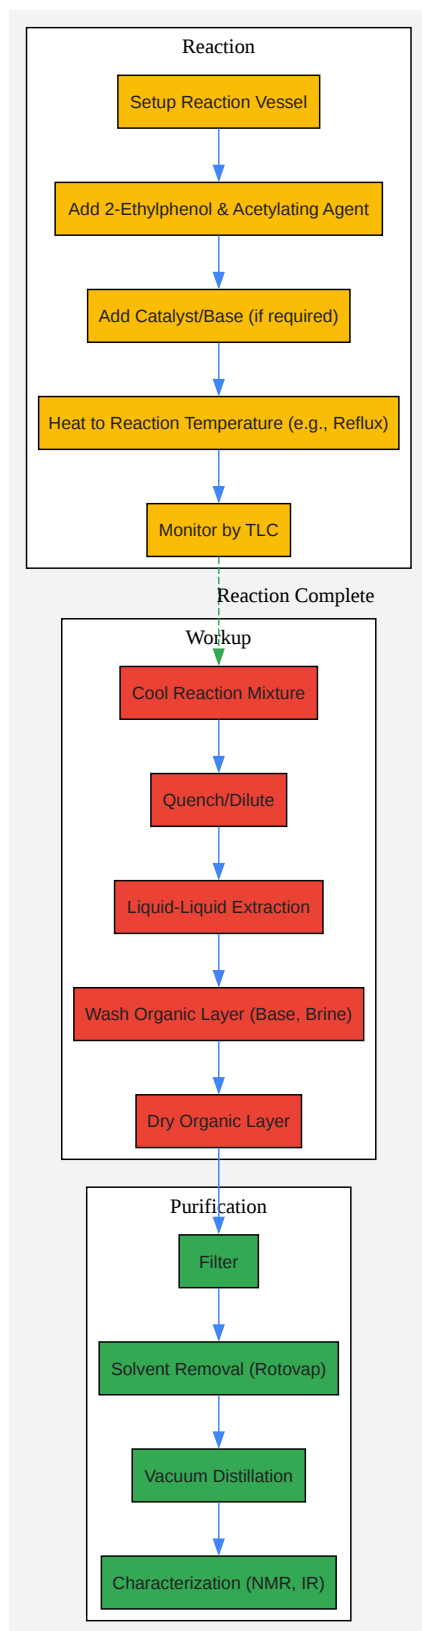 Reaction
Setup Reaction Vessel
Add 2-Ethylphenol & Acetylating Agent
Add Catalyst/Base (if required)
Heat to Reaction Temperature (e.g., Reflux)
Monitor by TLC
Reaction Complete
Workup
Cool Reaction Mixture
Quench/Dilute
Liquid-Liquid Extraction
Wash Organic Layer (Base, Brine)
Dry Organic Layer
Purification
Filter
Solvent Removal (Rotovap)
Vacuum Distillation
Characterization (NMR, IR)